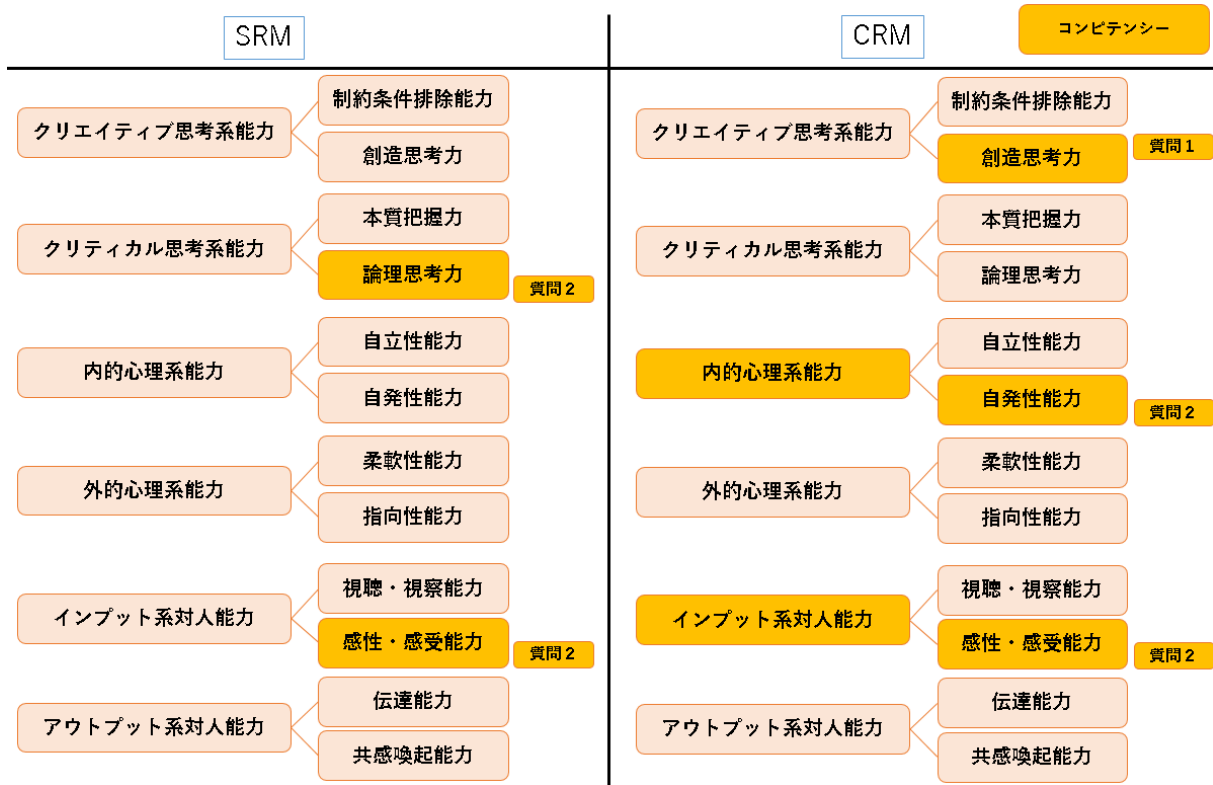 SRM
CRM
コンピテンシー
クリエイティブ思考系能力
制約条件排除能力
創造思考力
クリティカル思考系能力
本質把握力
論理思考力
質問2
内的心理系能力
自立性能力
自発性能力
外的心理系能力
柔軟性能力
指向性能力
インプット系対人能力
視聴・視察能力
感性・感受能力
質問2
アウトプット系対人能力
伝達能力
共感喚起能力
クリエイティブ思考系能力
制約条件排除能力
創造思考力
質問1
クリティカル思考系能力
本質把握力
論理思考力
内的心理系能力
自立性能力
自発性能力
質問2
外的心理系能力
柔軟性能力
指向性能力
インプット系対人能力
視聴・視察能力
感性・感受能力
質問2
アウトプット系対人能力
伝達能力
共感喚起能力